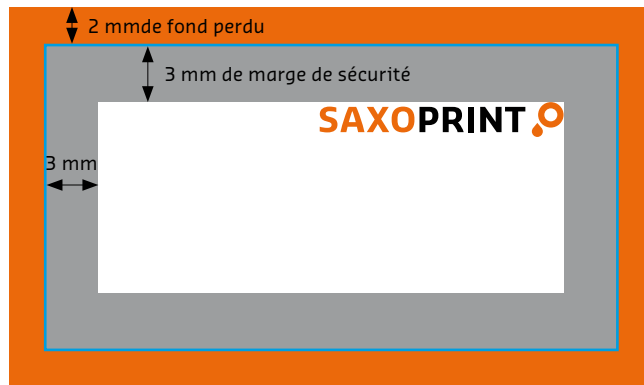 2 mmde fond perdu
3 mm de marge de sécurité
SAXOPRINT
3 mm